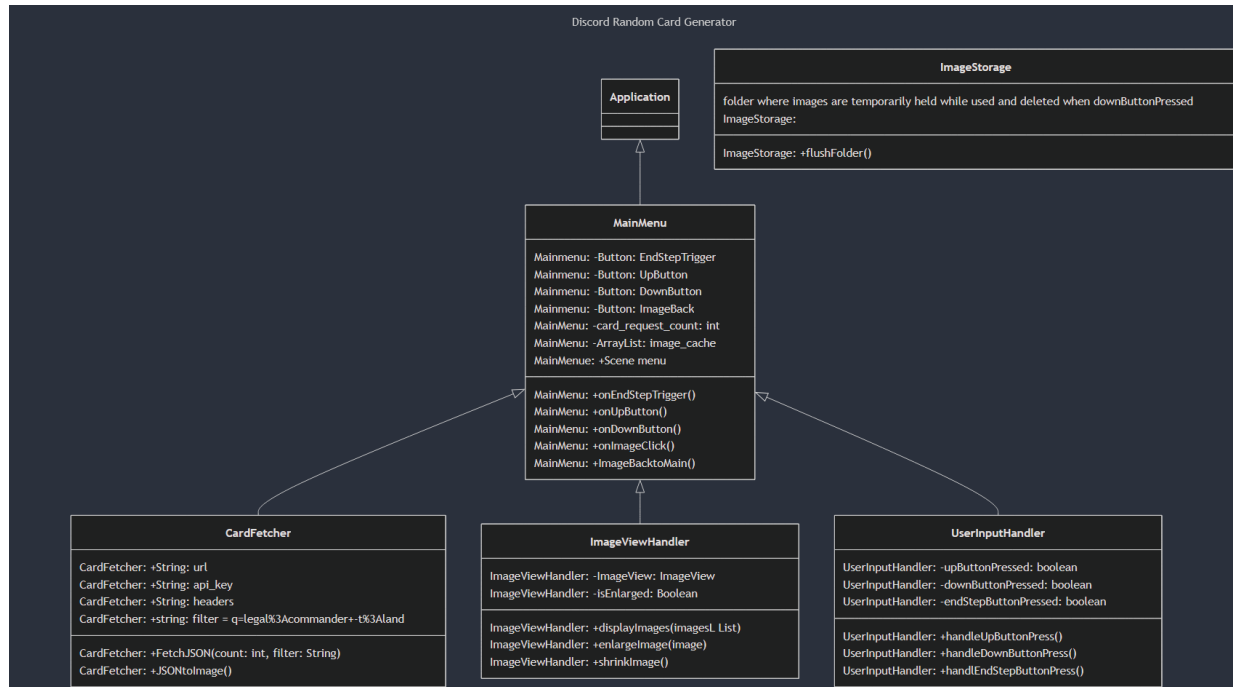 Discord Random Card Generator
Application
ImageStorage
folder where images are temporarily held while used and deleted when downButtonPressed
ImageStorage:
ImageStorage: +flushFolder()
MainMenu
Mainmenu: -Button: EndStepTrigger
Mainmenu: -Button: UpButton
Mainmenu: -Button: DownButton
Mainmenu: -Button: ImageBack
MainMenu: -card_request_count: int
MainMenu: -ArrayList: image_cache
MainMenue: +Scene menu
MainMenu: +onEndStepTrigger()
MainMenu: +onUpButton()
MainMenu: +onDownButton()
MainMenu: +onImageClick()
MainMenu: +ImageBacktoMain()
CardFetcher
CardFetcher: +String: url
CardFetcher: +String: api_key
CardFetcher: +String: headers
CardFetcher: +string: filter = q=legal%3Acommander+-t%3Aland
CardFetcher: +FetchJSON(count: int, filter: String)
CardFetcher: +JSONtoImage()
ImageViewHandler
ImageViewHandler: -ImageView: ImageView
ImageViewHandler: -isEnlarged: Boolean
ImageViewHandler: +displayImages(imagesL List)
ImageViewHandler: +enlargeImage(image)
ImageViewHandler: +shrinkImage()
UserInputHandler
UserInputHandler: -upButtonPressed: boolean
UserInputHandler: -downButtonPressed: boolean
UserInputHandler: -endStepButtonPressed: boolean
UserInputHandler: +handleUpButtonPress()
UserInputHandler: +handleDownButtonPress()
UserInputHandler: +handlEndStepButtonPress()